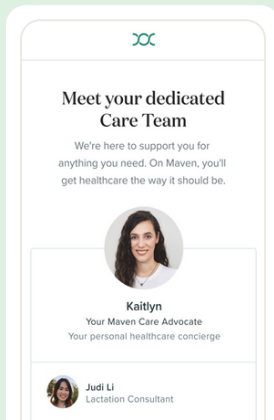 Meet your dedicated
Care Team
We're here to support you for
anything you need. On Maven, you'll
get healthcare the way it should be.
Kaitlyn
Your Maven Care Advocate
Your personal healthcare concierge
Judi Li
Lactation Consultant